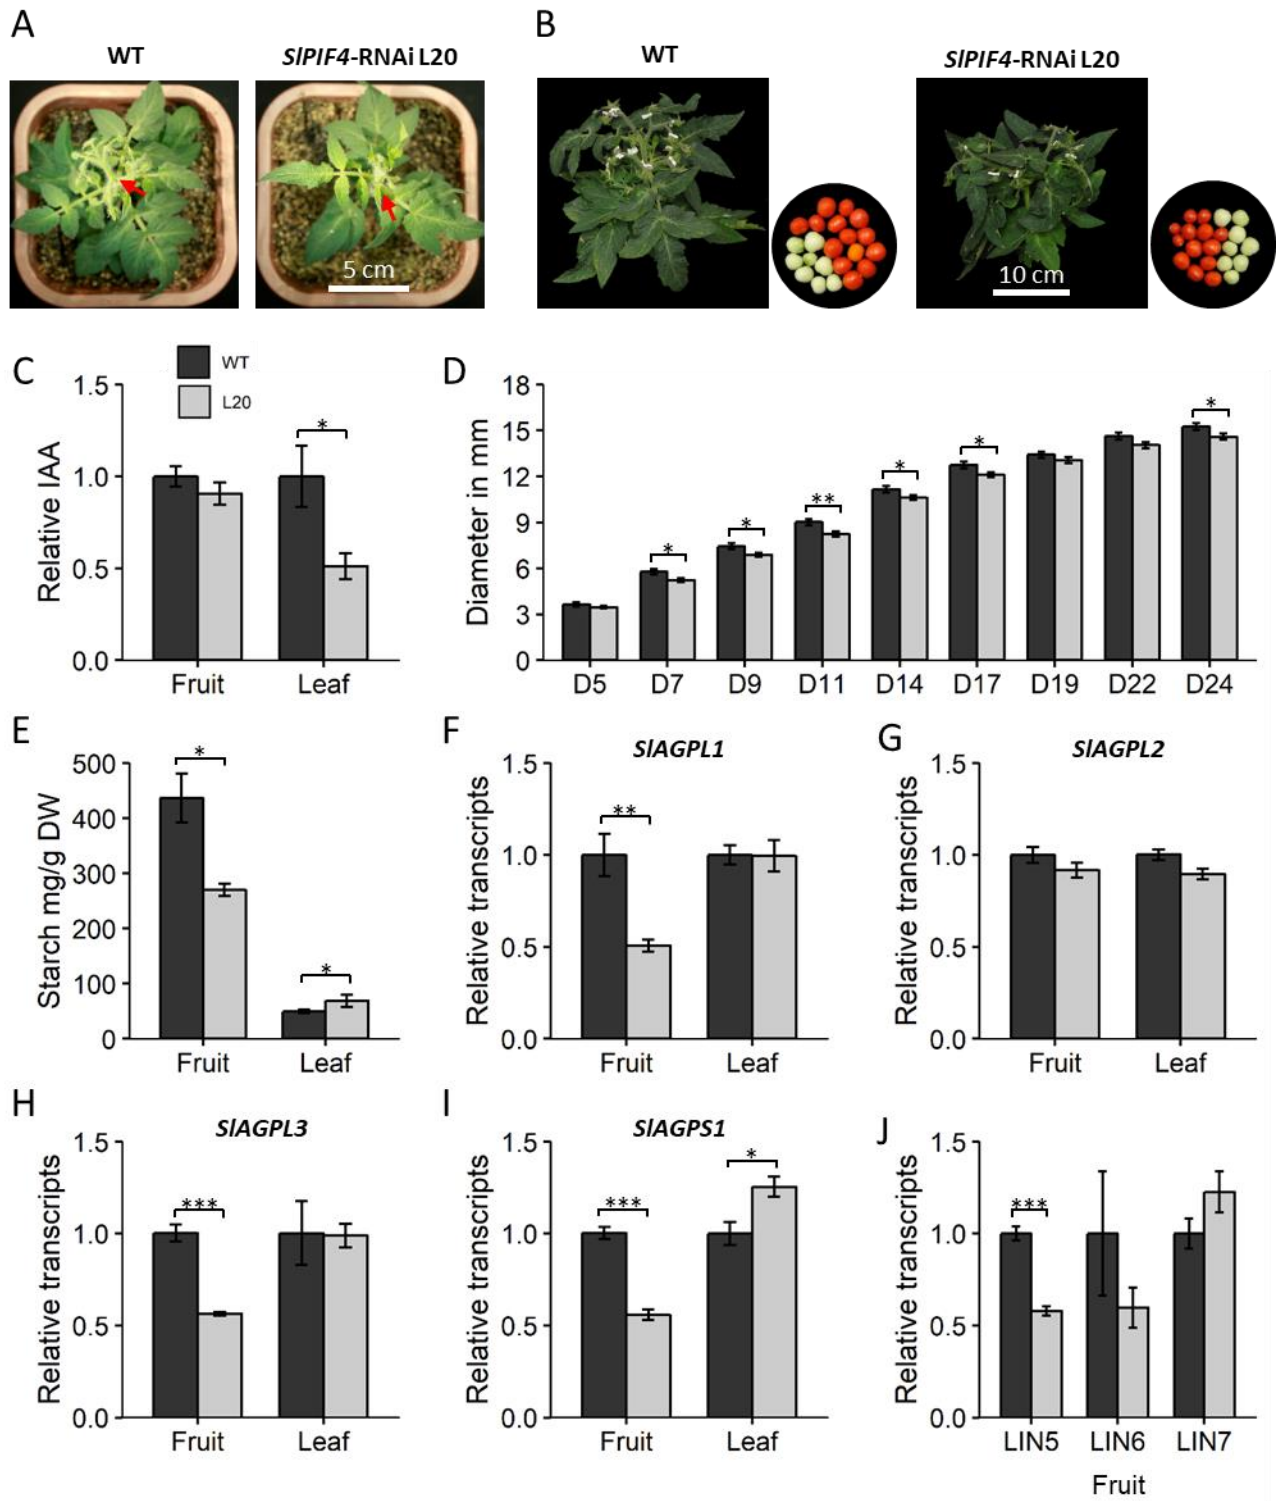 A
B
WT
SlPIF4-RNAi L20
WT
SlPIF4-RNAi L20
5 cm
10 cm
C
WT
L20
Relative IAA
1.5
1.0
0.5
0.0
*
Fruit
Leaf
D
Diameter in mm
18
15
12
9
6
3
0
*
*
**
*
*
*
D5
D7
D9
D11
D14
D17
D19
D22
D24
E
Starch mg/g DW
500
400
300
200
100
0
*
*
Fruit
Leaf
F
SlAGPL1
Relative transcripts
1.5
1.0
0.5
0.0
**
Fruit
Leaf
G
SlAGPL2
Relative transcripts
1.5
1.0
0.5
0.0
Fruit
Leaf
H
SlAGPL3
Relative transcripts
1.5
1.0
0.5
0.0
***
Fruit
Leaf
I
SlAGPS1
Relative transcripts
1.5
1.0
0.5
0.0
***
*
Fruit
Leaf
J
Relative transcripts
1.5
1.0
0.5
0.0
***
LIN5
LIN6
LIN7
Fruit